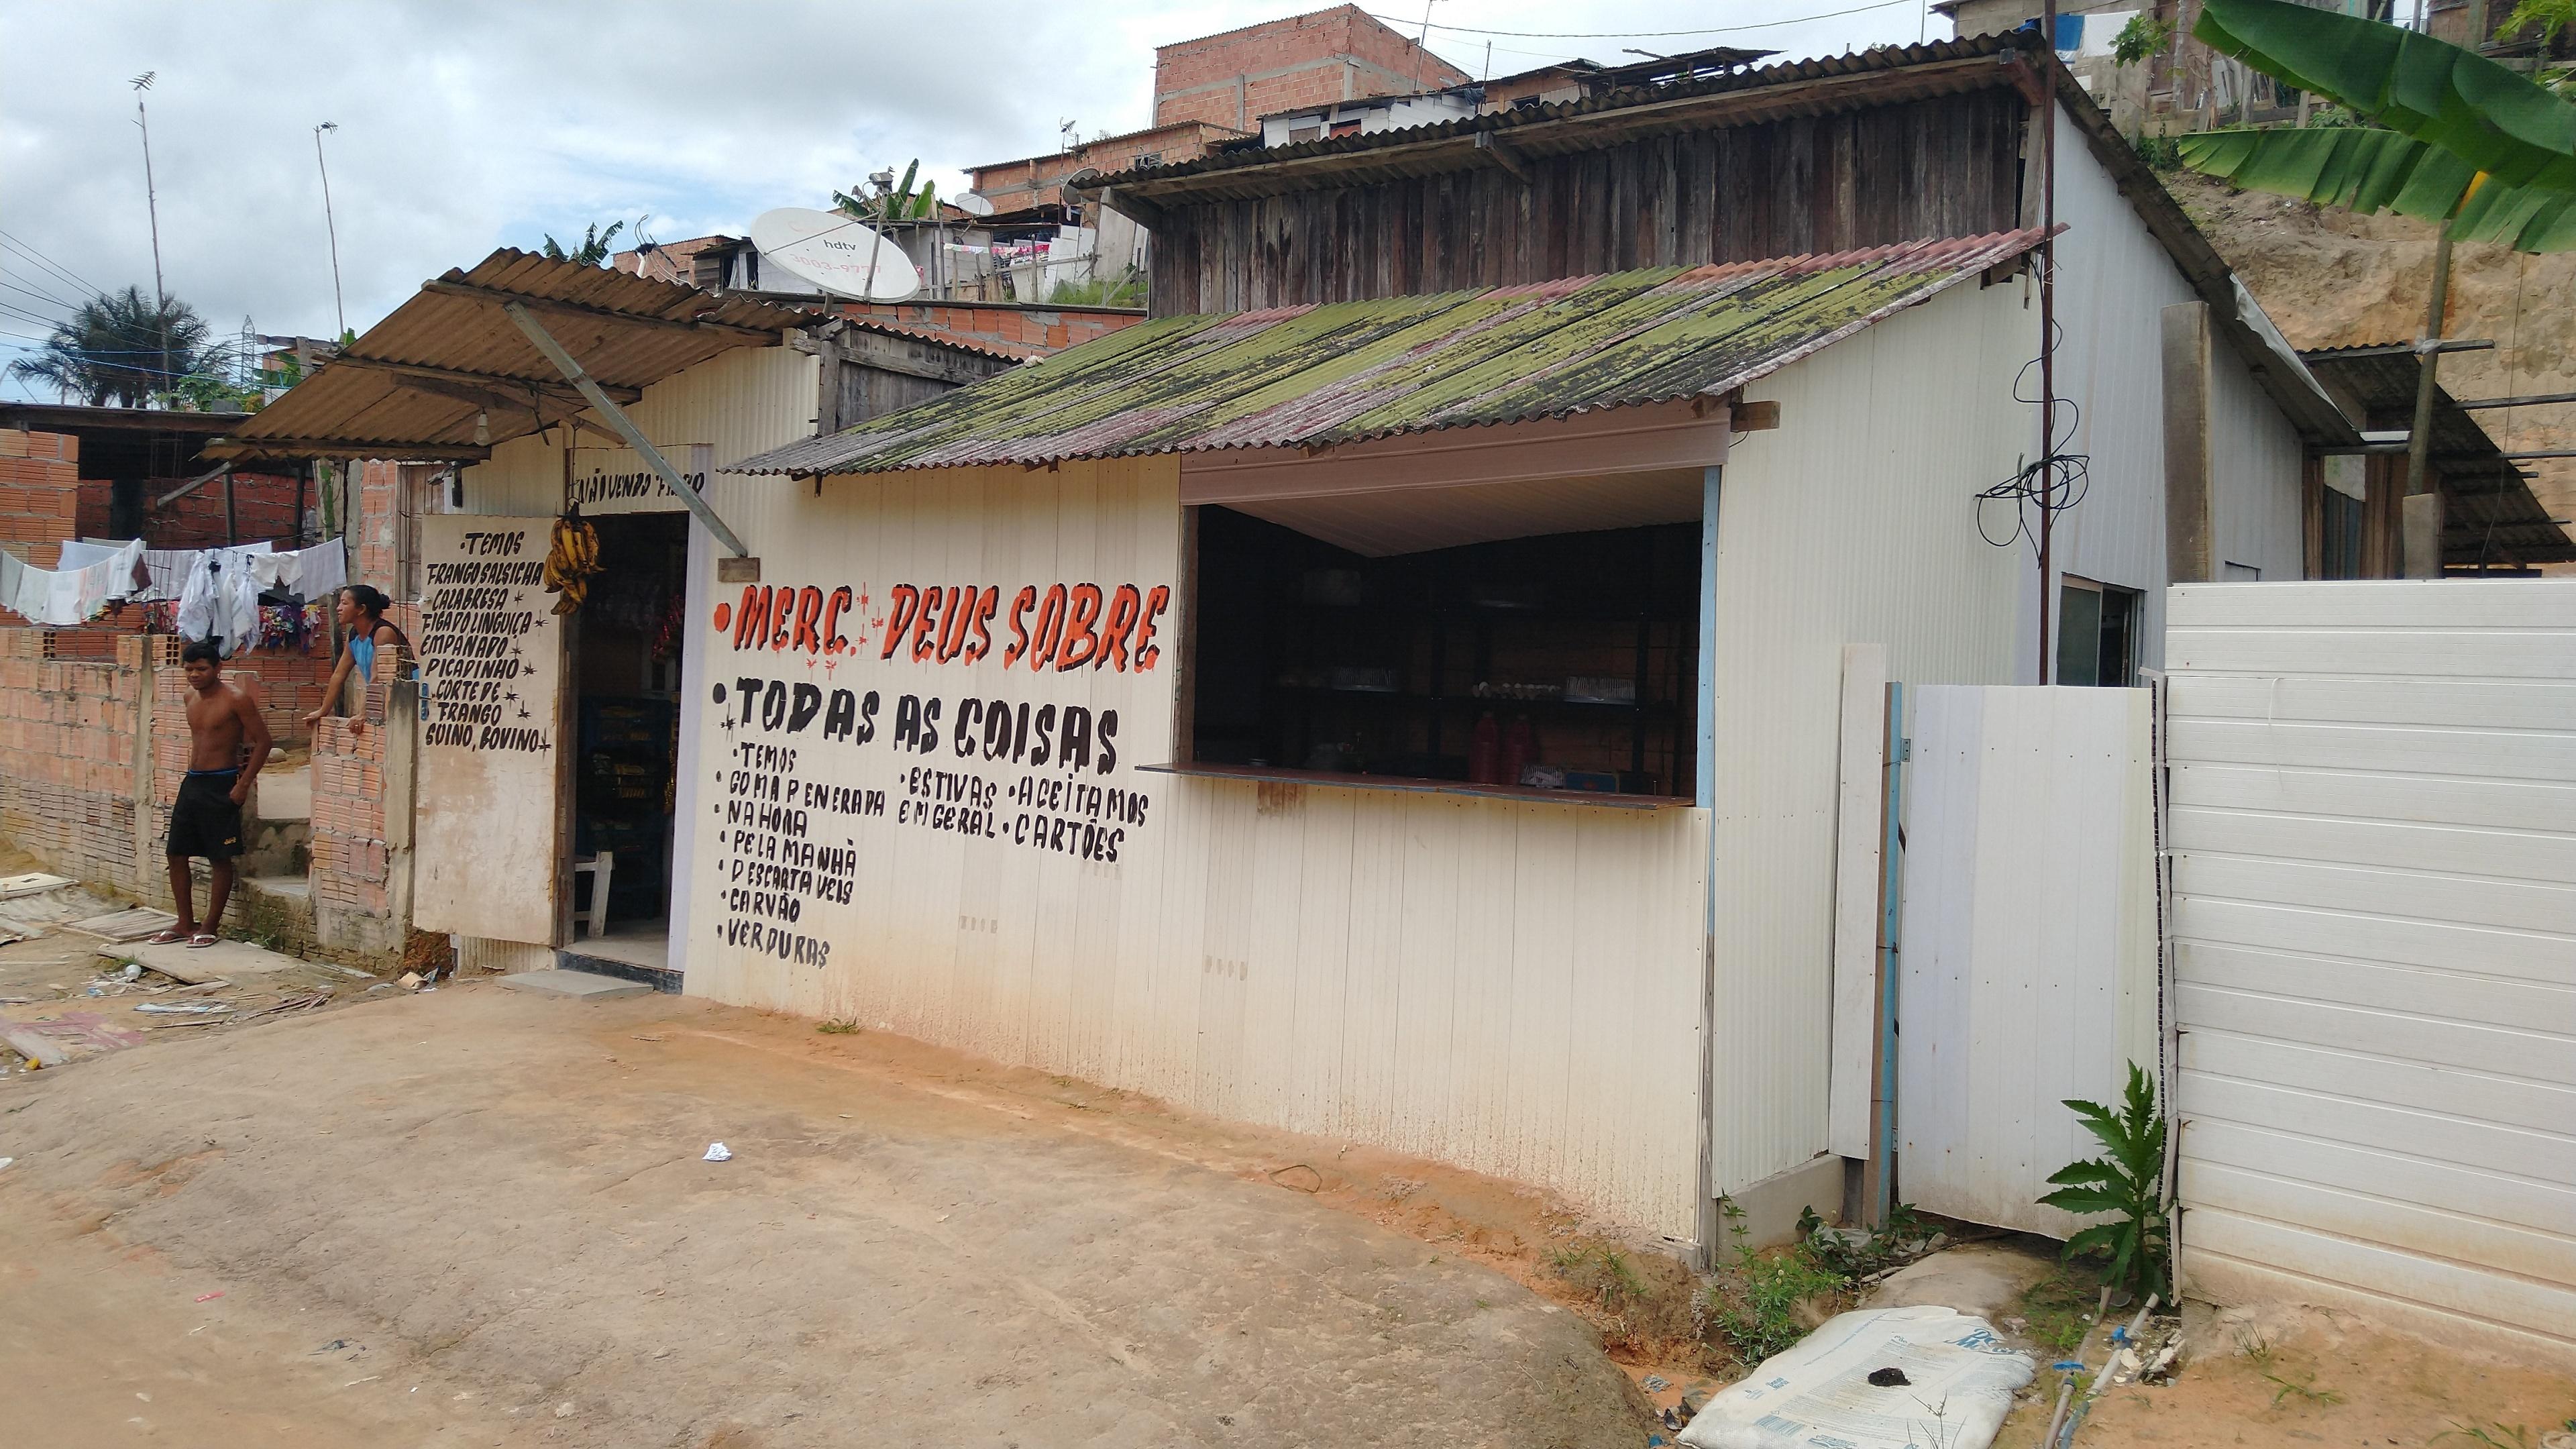 hdtv
NÃO VENDO FIADO
•TEMOS
FRANGO SALSICHA
CALABRESA
FIGADO LINGUIÇA
EMPANADO
PICADINHO
CORTE DE
FRANGO
SUINO, BOVINO
•MERC. DEUS SOBRE
•TODAS AS COISAS
•TEMOS
•GOMA PENERADA
•NA HORA
•PELA MANHÃ
•DESCARTAVEIS
•CARVÃO
•VERDURAS
•ESTIVAS
EM GERAL
•ACEITAMOS
•CARTÕES